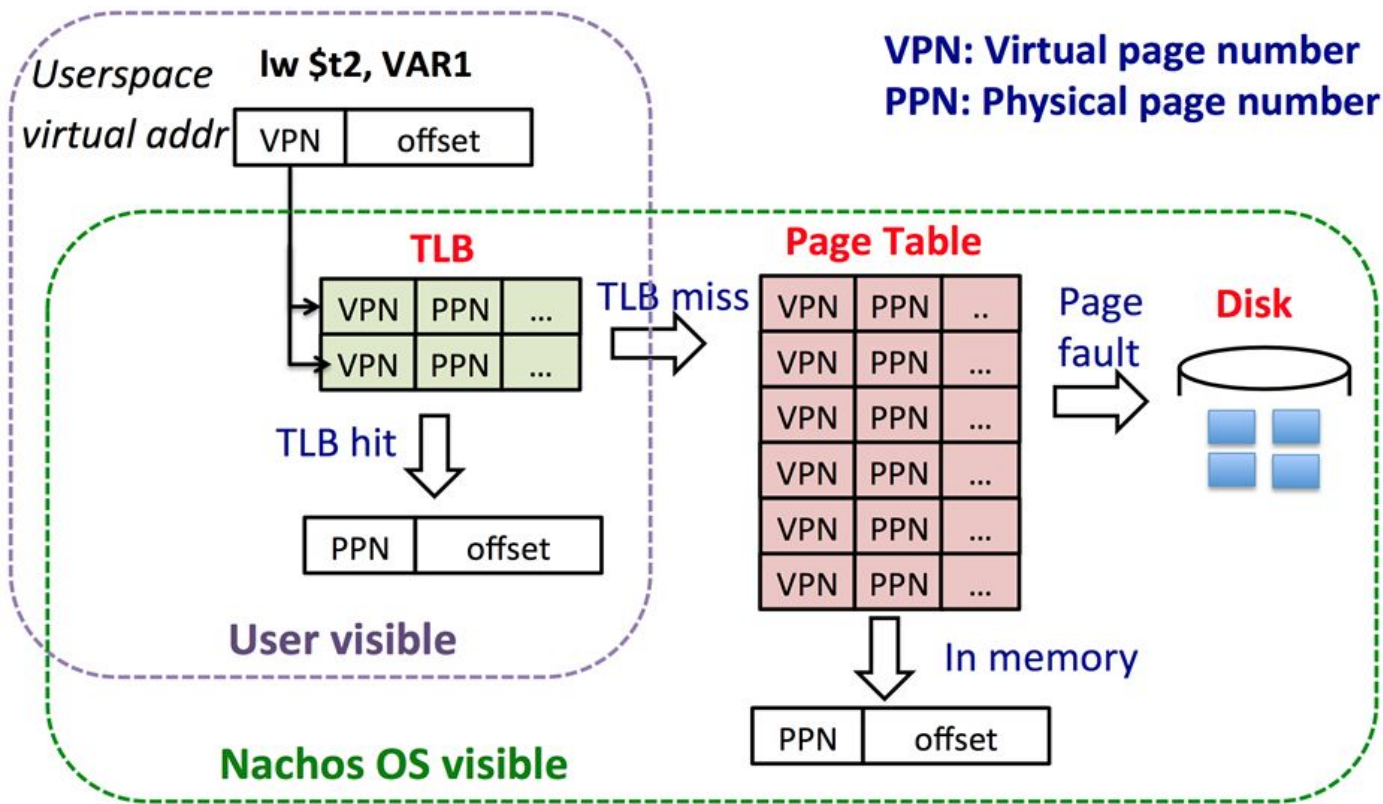 lw $t2, VAR1
Userspace
virtual addr
VPN offset
VPN: Virtual page number
PPN: Physical page number
TLB
VPN PPN ...
VPN PPN ...
TLB miss
TLB hit
PPN offset
User visible
Page Table
VPN PPN ..
VPN PPN ...
VPN PPN ...
VPN PPN ...
VPN PPN ...
VPN PPN ...
Page
fault
Disk
In memory
PPN offset
Nachos OS visible